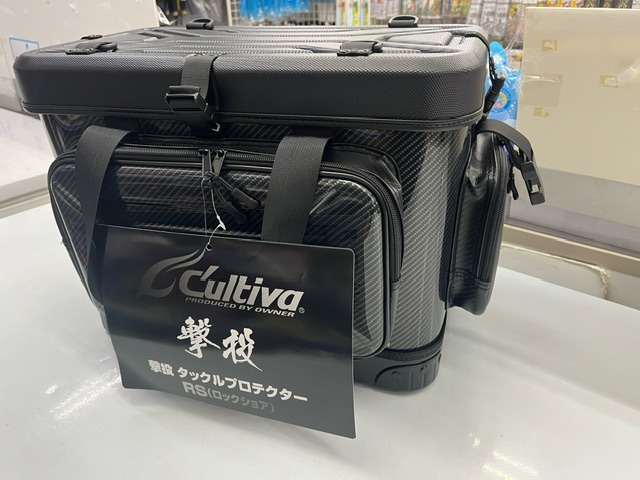 C'ultiva®
PRODUCED BY OWNER
撃投
撃投 タックルプロテクター
RS(ロックショア)